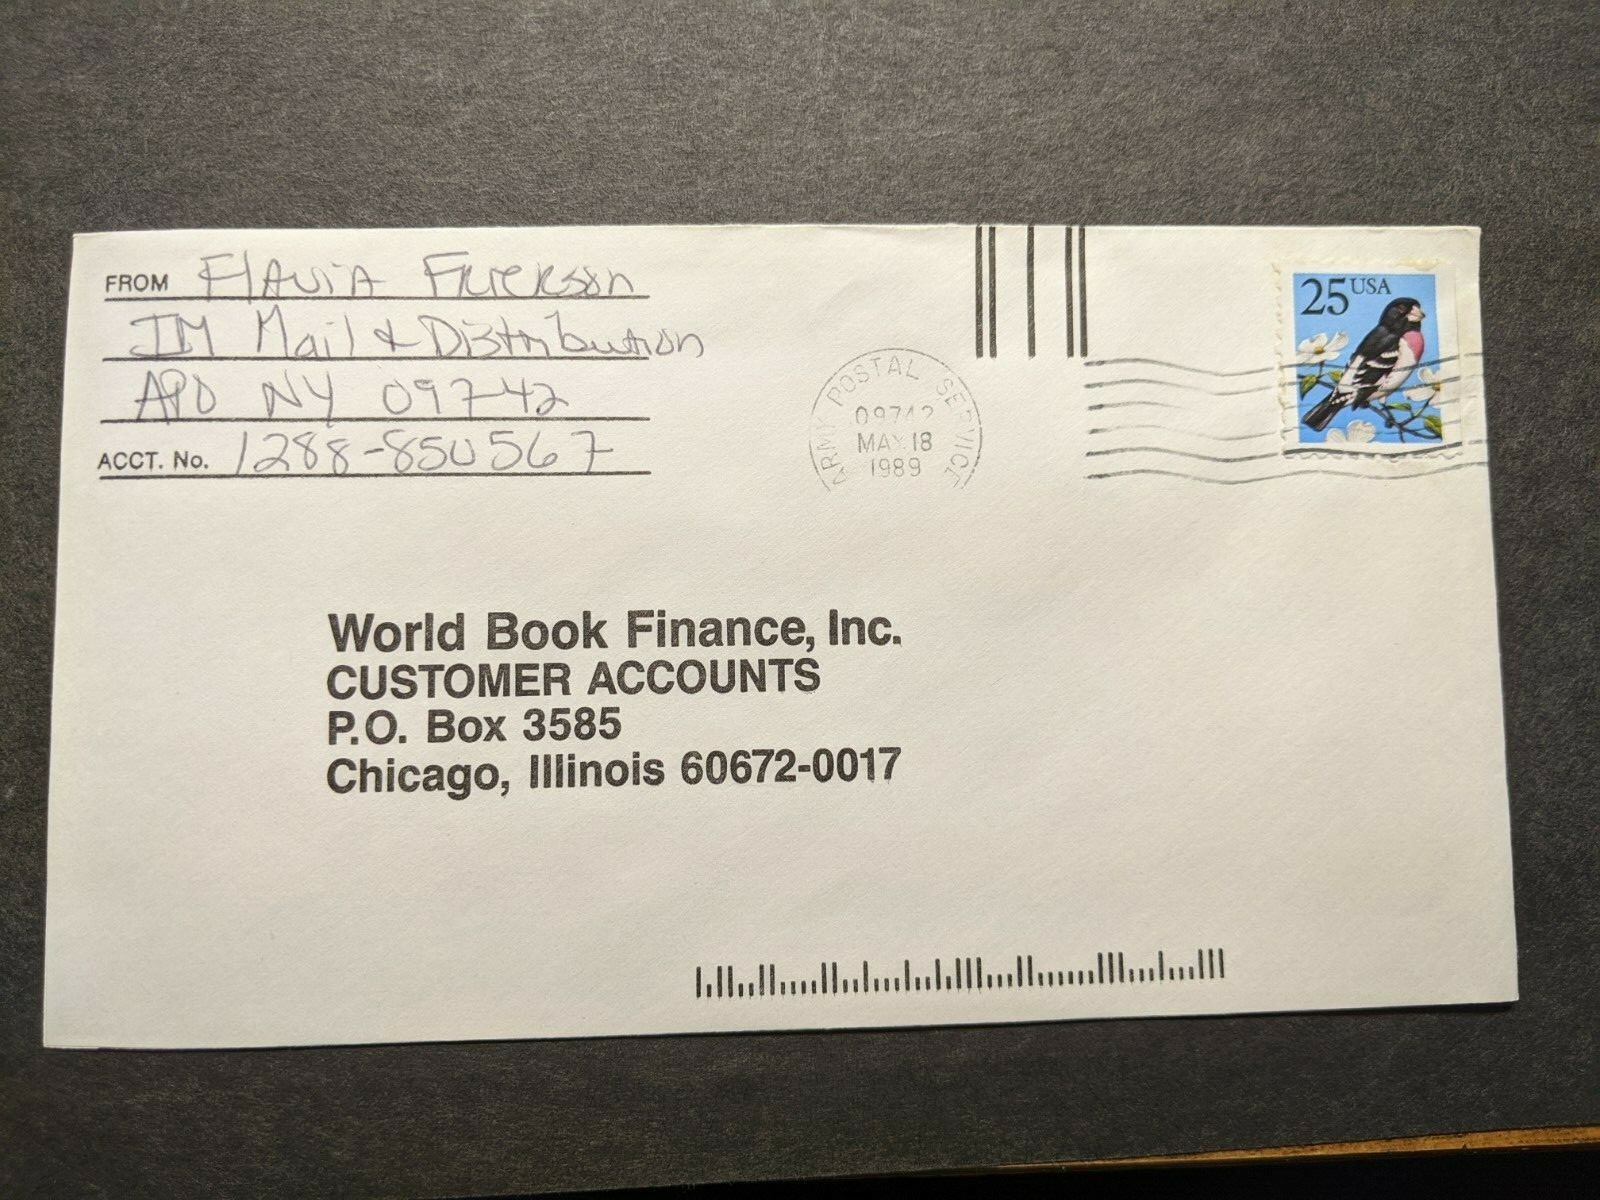 FROM Flavia Frierson
IM Mail & Distribution
APO NY 09742
ACCT. No. 1288-850567
ARMY POSTAL SERVICE
09742
MAY 18
1989
25 USA
World Book Finance, Inc.
CUSTOMER ACCOUNTS
P.O. Box 3585
Chicago, Illinois 60672-0017